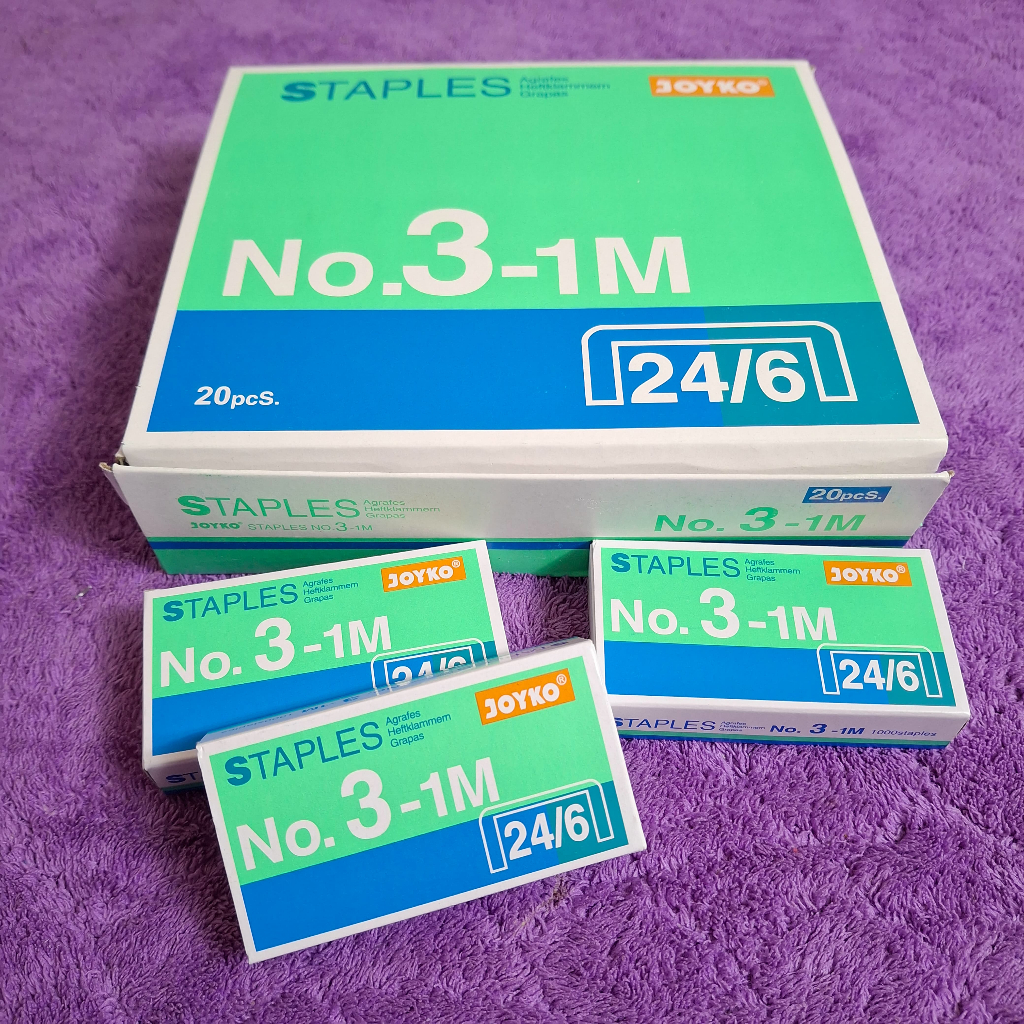 STAPLES Agrafes JOYKO®
Heftklammern
Grapas
No.3-1M
24/6
20pcs.
STAPLES Agrafes
Heftklammern
Grapas
20pcs.
JOYKO® STAPLES NO.3-1M
No. 3-1M
STAPLES Agrafes JOYKO®
Heftklammern
Grapas
No. 3-1M
24/6
STAPLES Agrafes JOYKO®
Heftklammern
Grapas
No. 3-1M
24/6
STAPLES Agrafes
Heftklammern
Grapas
No. 3-1M 1000staples
STAPLES Agrafes JOYKO®
Heftklammern
Grapas
No. 3-1M
24/6